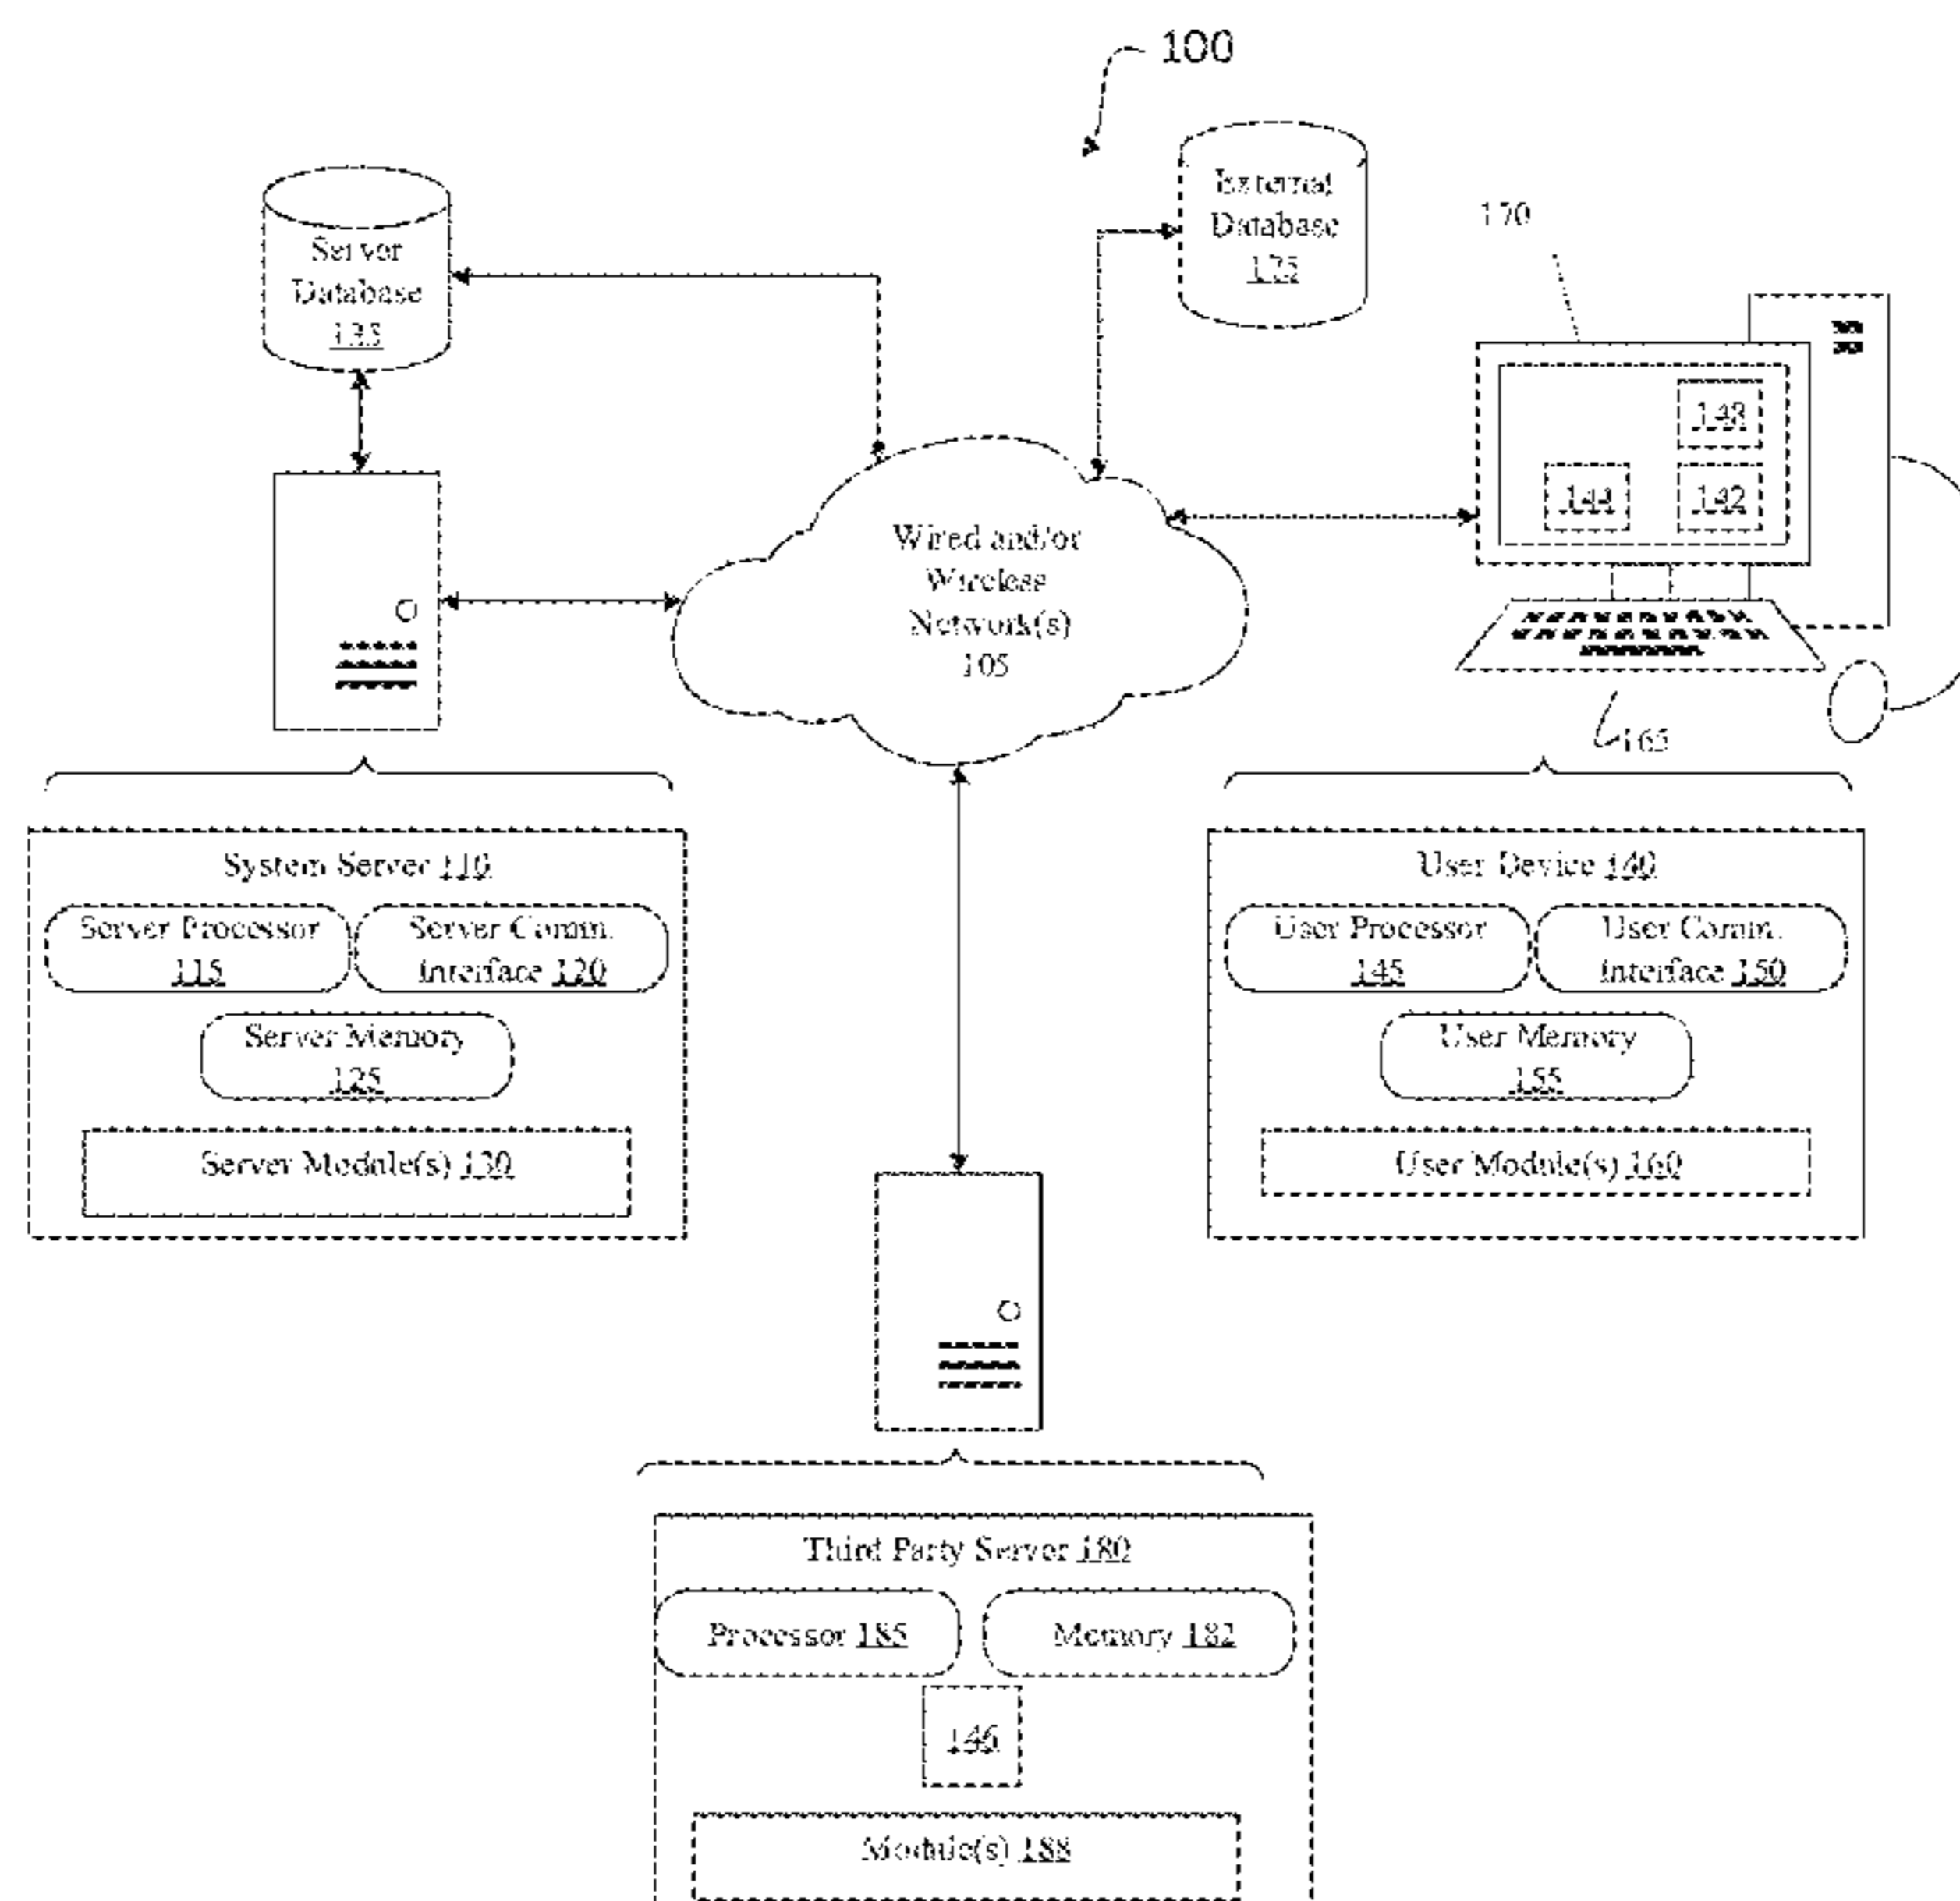 100
External
Database
175
170
Server
Database
135
148
144
142
Wired and/or
Wireless
Network(s)
105
165
System Server 110
Server Processor
115
Server Comm.
Interface 120
Server Memory
125
Server Module(s) 130
User Device 140
User Processor
145
User Comm.
Interface 150
User Memory
155
User Module(s) 160
Third Party Server 180
Processor 185
Memory 182
146
Module(s) 188